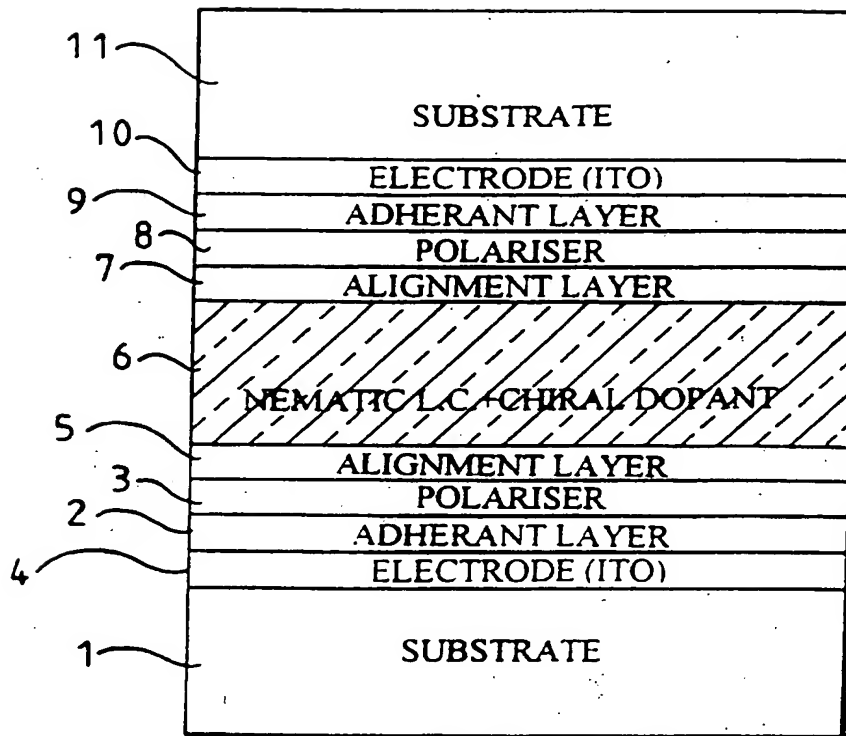 11
SUBSTRATE
10
ELECTRODE (ITO)
9
ADHERANT LAYER
8
POLARISER
7
ALIGNMENT LAYER
6
NEMATIC L.C.+CHIRAL DOPANT
5
ALIGNMENT LAYER
3
POLARISER
2
ADHERANT LAYER
4
ELECTRODE (ITO)
1
SUBSTRATE